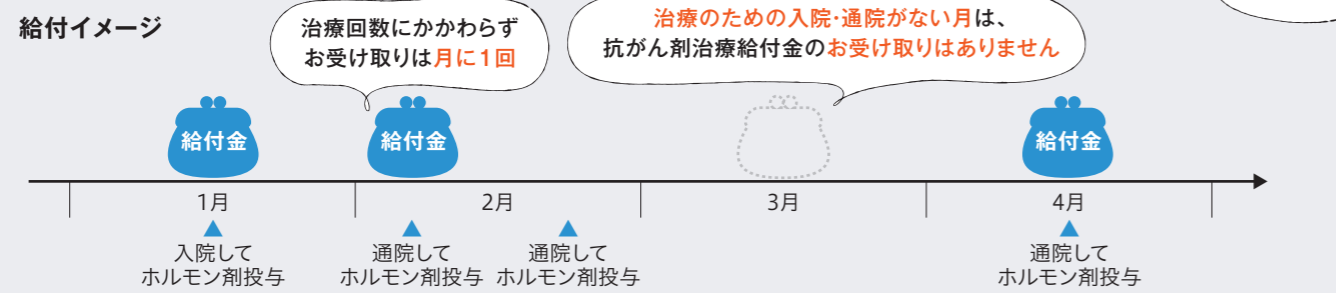 給付イメージ
治療回数にかかわらず
お受け取りは月に1回
治療のための入院・通院がない月は、
抗がん剤治療給付金のお受け取りはありません
給付金
給付金
給付金
1月
2月
3月
4月
入院して
ホルモン剤投与
通院して
ホルモン剤投与
通院して
ホルモン剤投与
通院して
ホルモン剤投与